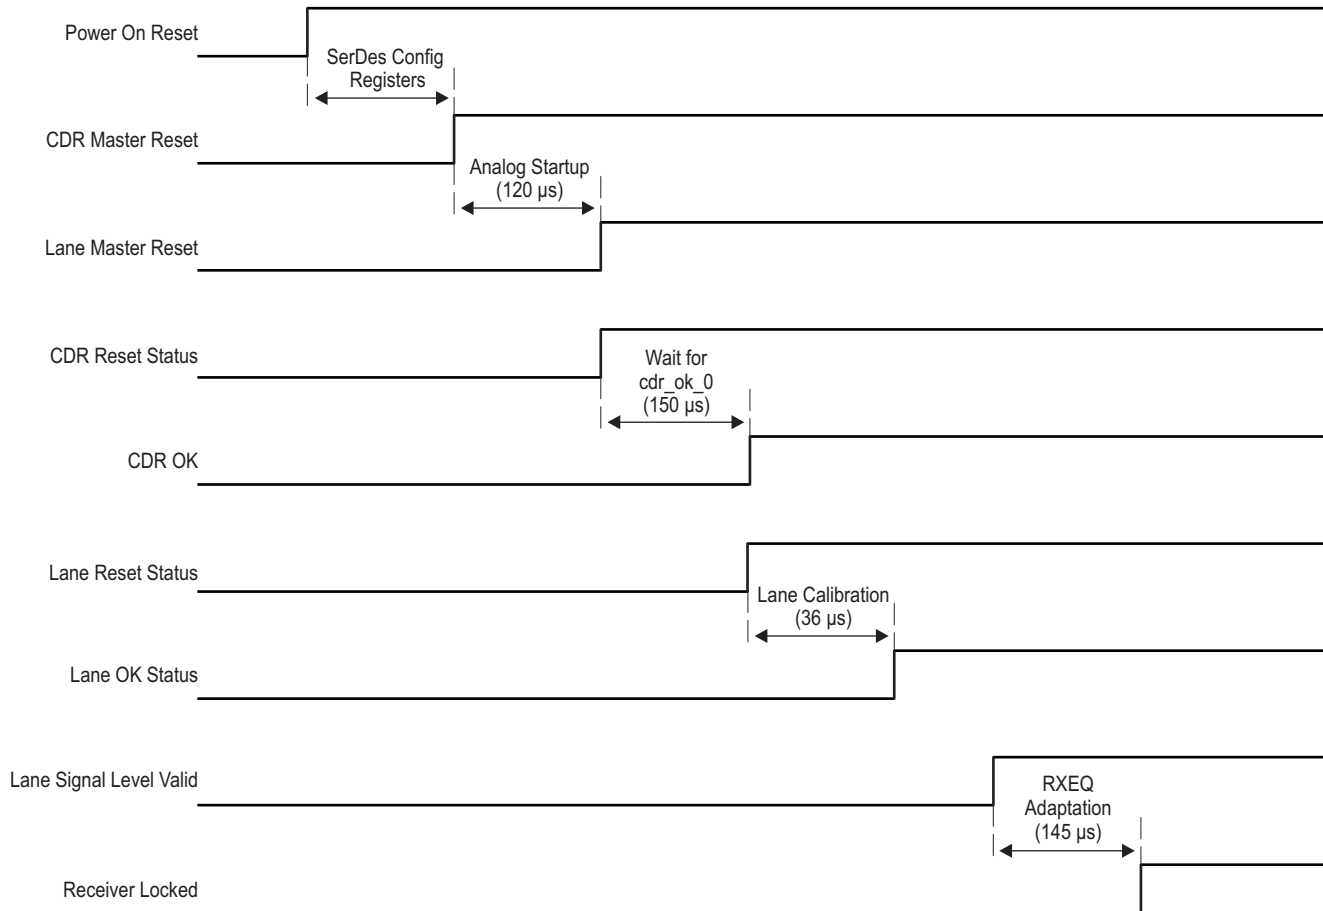 Power On Reset
SerDes Config
Registers
CDR Master Reset
Analog Startup
(120 µs)
Lane Master Reset
CDR Reset Status
Wait for
cdr_ok_0
(150 µs)
CDR OK
Lane Reset Status
Lane Calibration
(36 µs)
Lane OK Status
Lane Signal Level Valid
RXEQ
Adaptation
(145 µs)
Receiver Locked